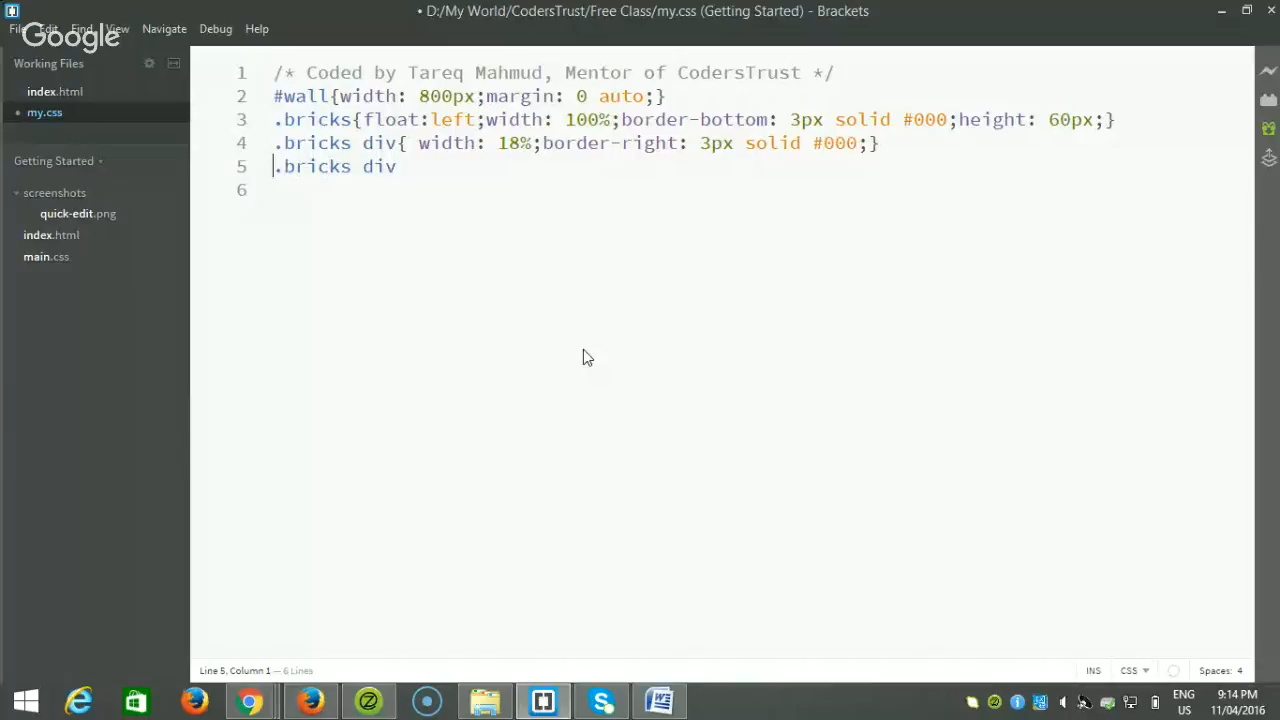 • D:/My World/CodersTrust/Free Class/my.css (Getting Started) - Brackets
File Edit Find View Navigate Debug Help
Google
Working Files
index.html
my.css
Getting Started
screenshots
quick-edit.png
index.html
main.css
1 /* Coded by Tareq Mahmud, Mentor of CodersTrust */
2 #wall{width: 800px;margin: 0 auto;}
3 .bricks{float:left;width: 100%;border-bottom: 3px solid #000;height: 60px;}
4 .bricks div{ width: 18%;border-right: 3px solid #000;}
5 .bricks div
6
Line 5, Column 1 — 6 Lines
INS CSS Spaces: 4
ENG 9:14 PM
US 11/04/2016